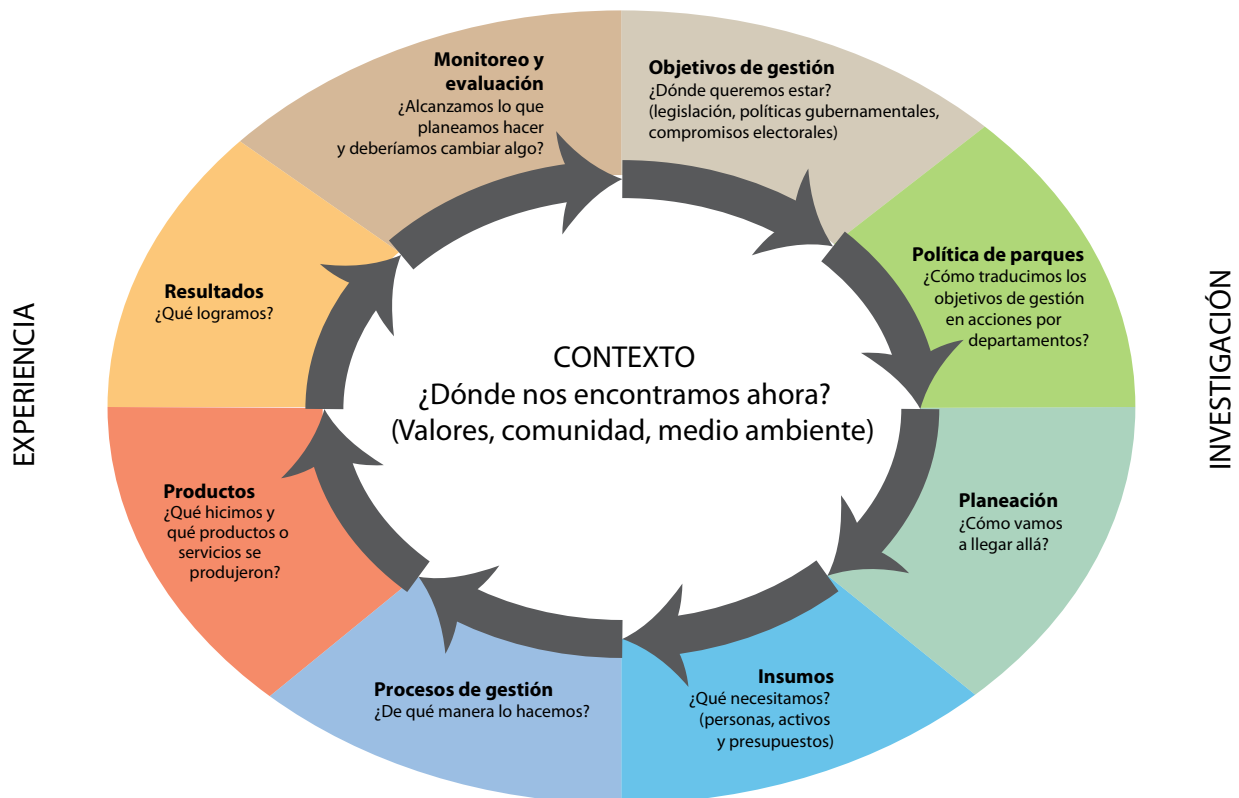 Monitoreo y
evaluación
¿Alcanzamos lo que
planeamos hacer
y deberíamos cambiar algo?
Objetivos de gestión
¿Dónde queremos estar?
(legislación, políticas gubernamentales,
compromisos electorales)
Política de parques
¿Cómo traducimos los
objetivos de gestión
en acciones por
departamentos?
Planeación
¿Cómo vamos
a llegar allá?
Insumos
¿Qué necesitamos?
(personas, activos
y presupuestos)
Procesos de gestión
¿De qué manera lo hacemos?
Productos
¿Qué hicimos y
qué productos o
servicios se
produjeron?
Resultados
¿Qué logramos?
CONTEXTO
¿Dónde nos encontramos ahora?
(Valores, comunidad, medio ambiente)
EXPERIENCIA
INVESTIGACIÓN